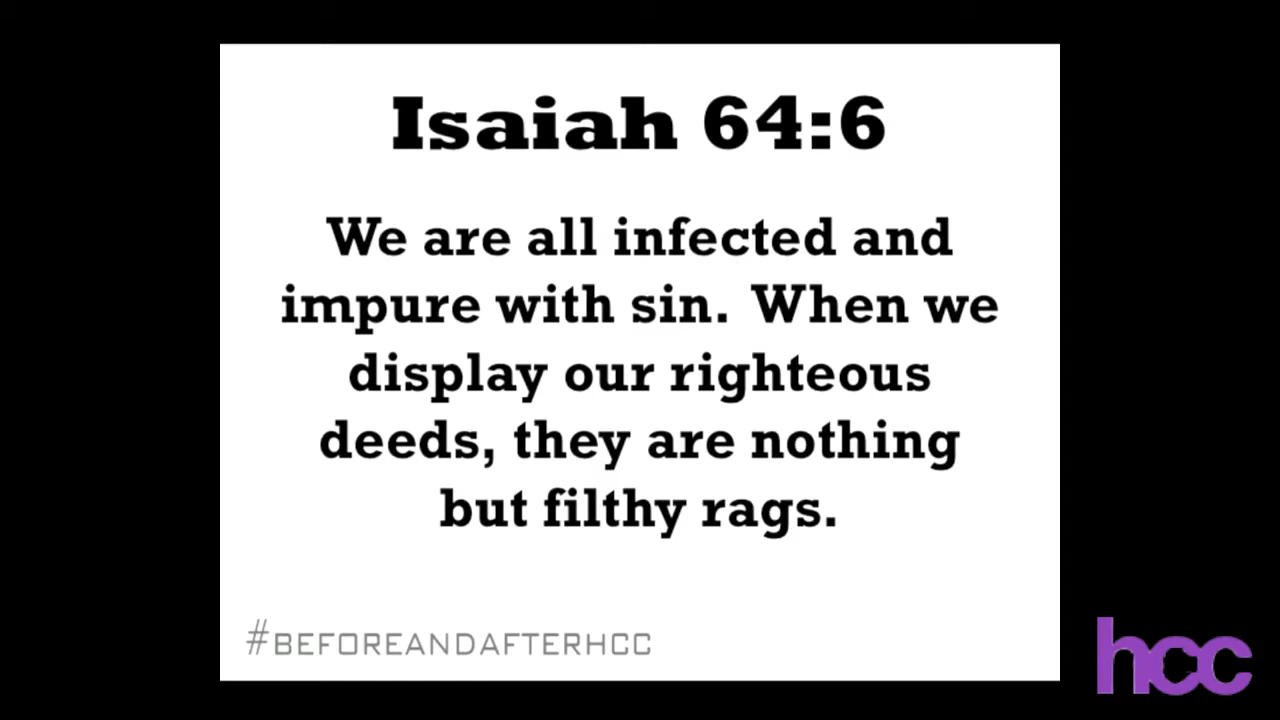 Isaiah 64:6
We are all infected and
impure with sin. When we
display our righteous
deeds, they are nothing
but filthy rags.
#BEFOREANDAFTERHCC
hcc